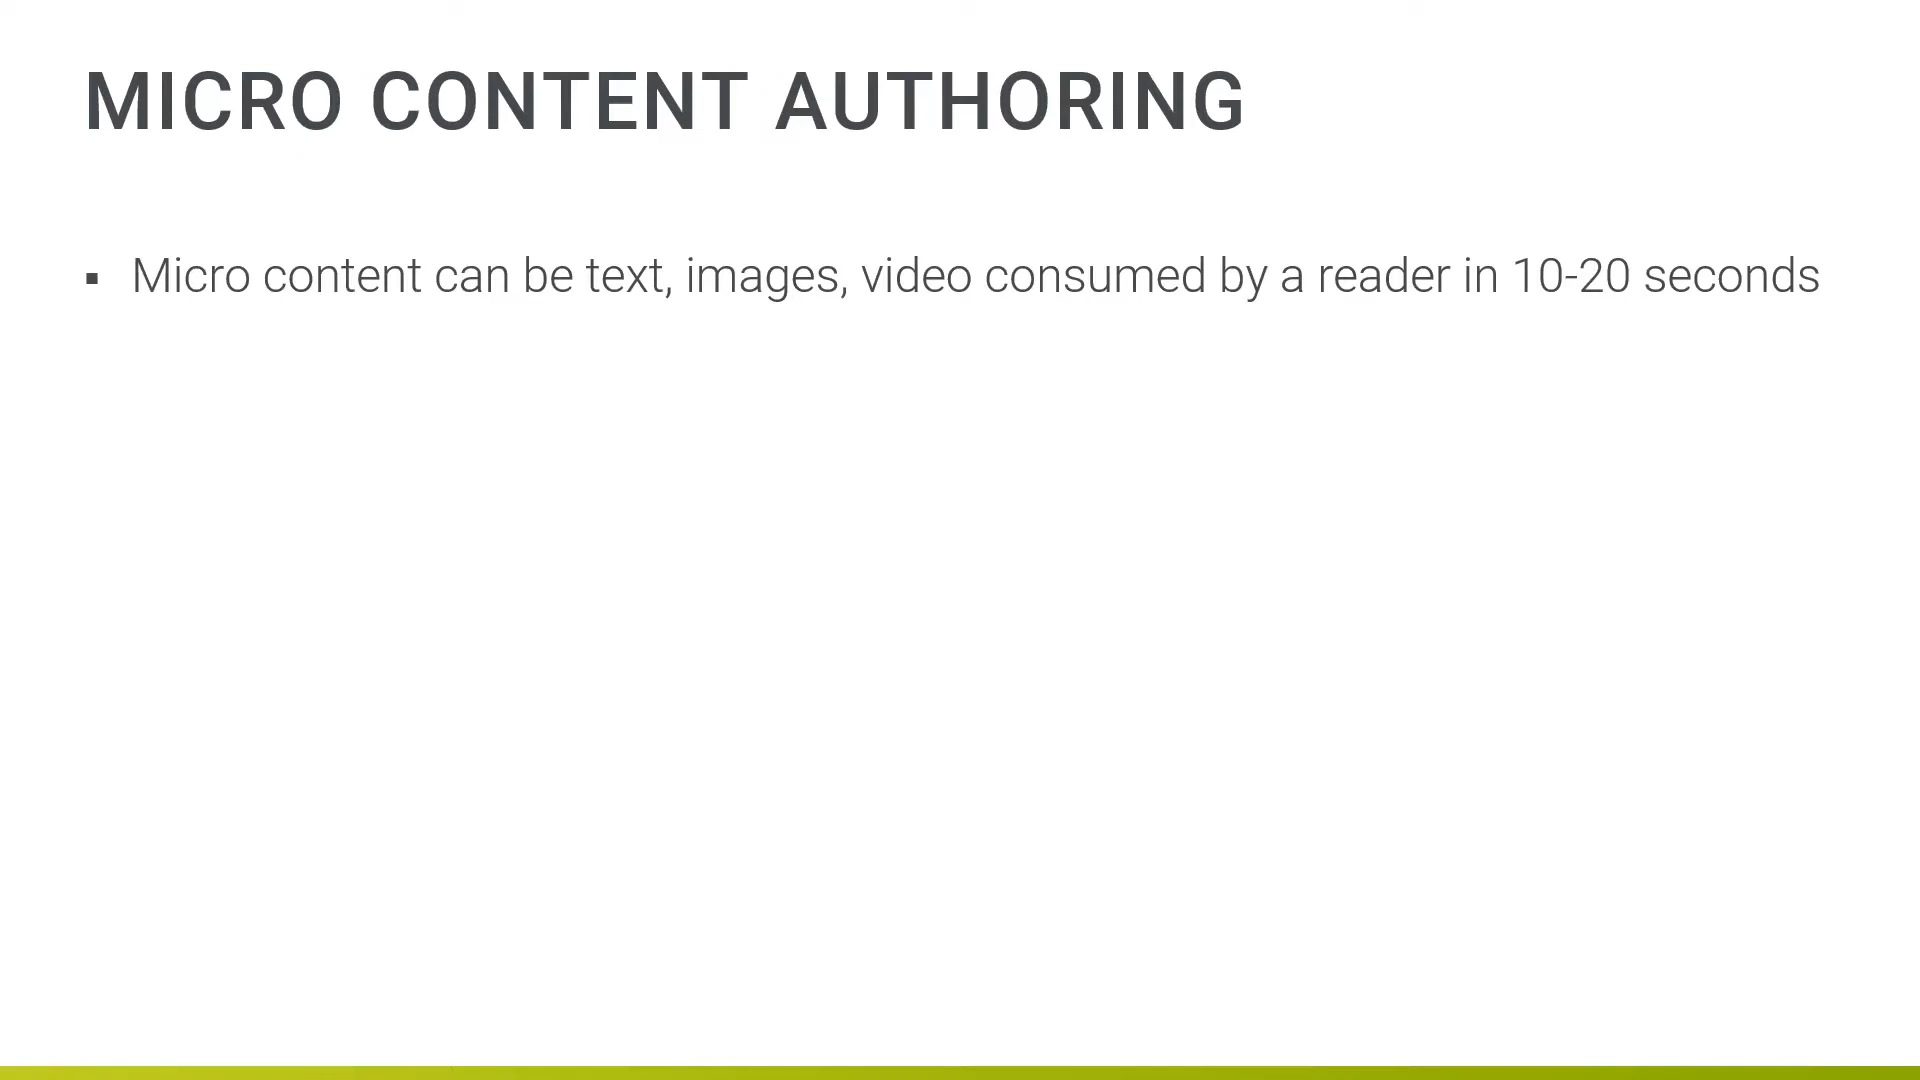 MICRO CONTENT AUTHORING
▪ Micro content can be text, images, video consumed by a reader in 10-20 seconds